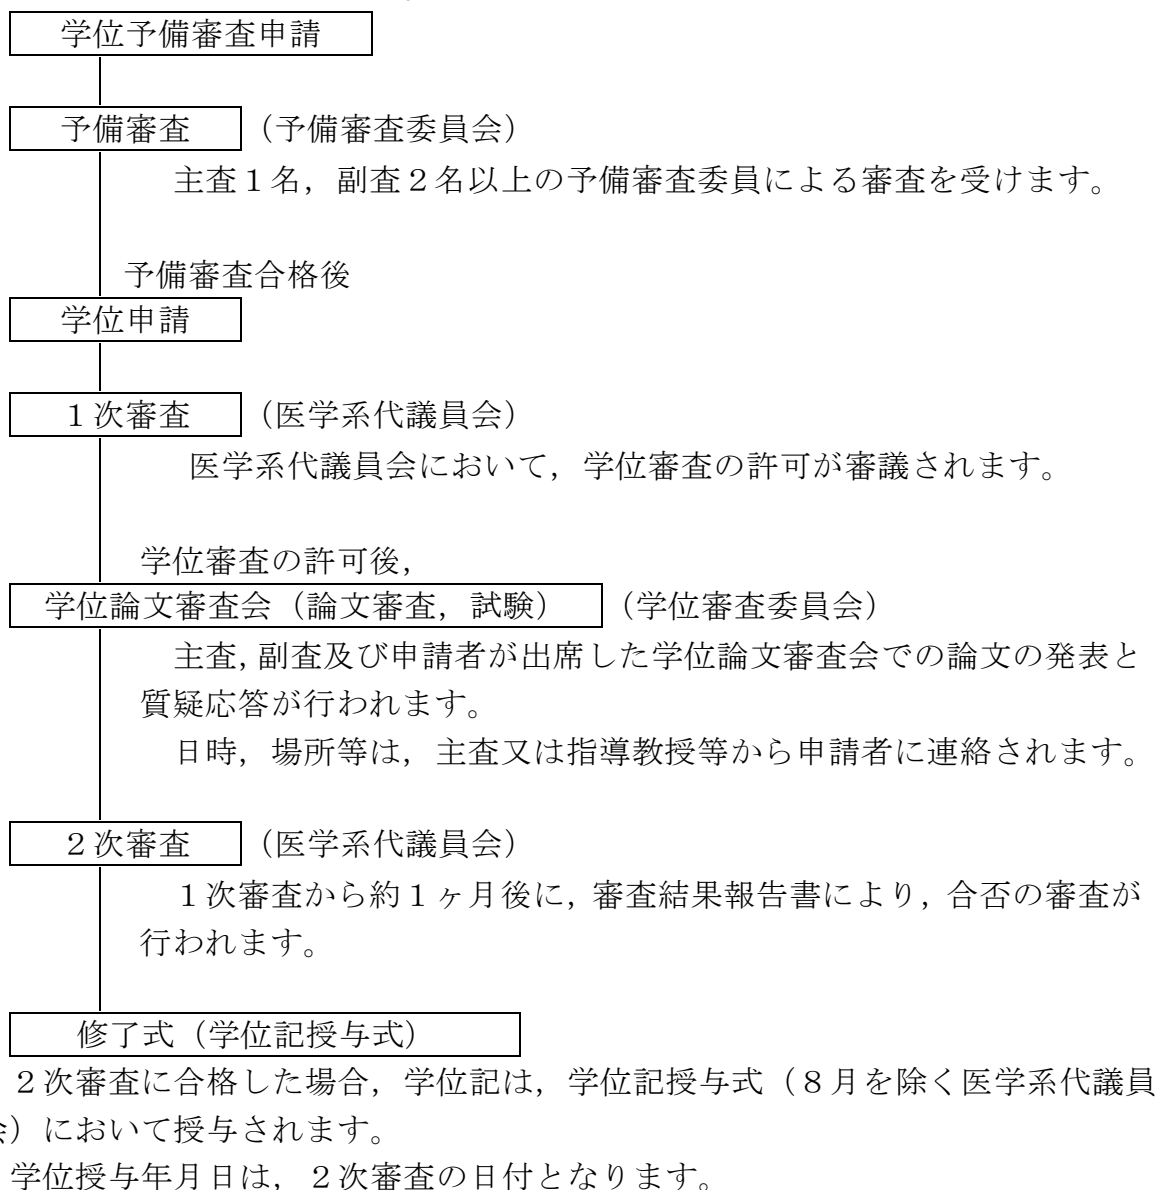 学位予備審査申請
予備審査 （予備審査委員会）
主査１名，副査２名以上の予備審査委員による審査を受けます。
予備審査合格後
学位申請
１次審査 （医学系代議員会）
医学系代議員会において，学位審査の許可が審議されます。
学位審査の許可後，
学位論文審査会（論文審査，試験） （学位審査委員会）
主査，副査及び申請者が出席した学位論文審査会での論文の発表と
質疑応答が行われます。
日時，場所等は，主査又は指導教授等から申請者に連絡されます。
２次審査 （医学系代議員会）
１次審査から約１ヶ月後に，審査結果報告書により，合否の審査が
行われます。
修了式（学位記授与式）
２次審査に合格した場合，学位記は，学位記授与式（８月を除く医学系代議員
会）において授与されます。
学位授与年月日は，２次審査の日付となります。